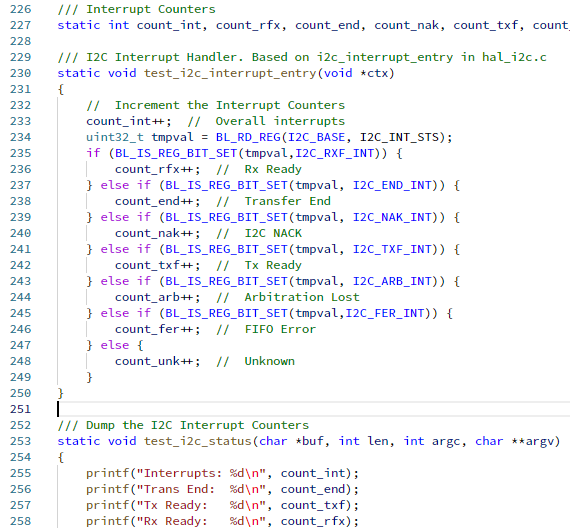 226 /// Interrupt Counters
227 static int count_int, count_rfx, count_end, count_nak, count_txf, count_
228
229 /// I2C Interrupt Handler. Based on i2c_interrupt_entry in hal_i2c.c
230 static void test_i2c_interrupt_entry(void *ctx)
231 {
232     //  Increment the Interrupt Counters
233     count_int++;  //  Overall interrupts
234     uint32_t tmpval = BL_RD_REG(I2C_BASE, I2C_INT_STS);
235     if (BL_IS_REG_BIT_SET(tmpval,I2C_RXF_INT)) {
236         count_rfx++;  //  Rx Ready
237     } else if (BL_IS_REG_BIT_SET(tmpval, I2C_END_INT)) {
238         count_end++;  //  Transfer End
239     } else if (BL_IS_REG_BIT_SET(tmpval, I2C_NAK_INT)) {
240         count_nak++;  //  I2C NACK
241     } else if (BL_IS_REG_BIT_SET(tmpval, I2C_TXF_INT)) {
242         count_txf++;  //  Tx Ready
243     } else if (BL_IS_REG_BIT_SET(tmpval, I2C_ARB_INT)) {
244         count_arb++;  //  Arbitration Lost
245     } else if (BL_IS_REG_BIT_SET(tmpval,I2C_FER_INT)) {
246         count_fer++;  //  FIFO Error
247     } else {
248         count_unk++;  //  Unknown
249     }
250 }
251
252 /// Dump the I2C Interrupt Counters
253 static void test_i2c_status(char *buf, int len, int argc, char **argv)
254 {
255     printf("Interrupts: %d\n", count_int);
256     printf("Trans End:  %d\n", count_end);
257     printf("Tx Ready:   %d\n", count_txf);
258     printf("Rx Ready:   %d\n", count_rfx);